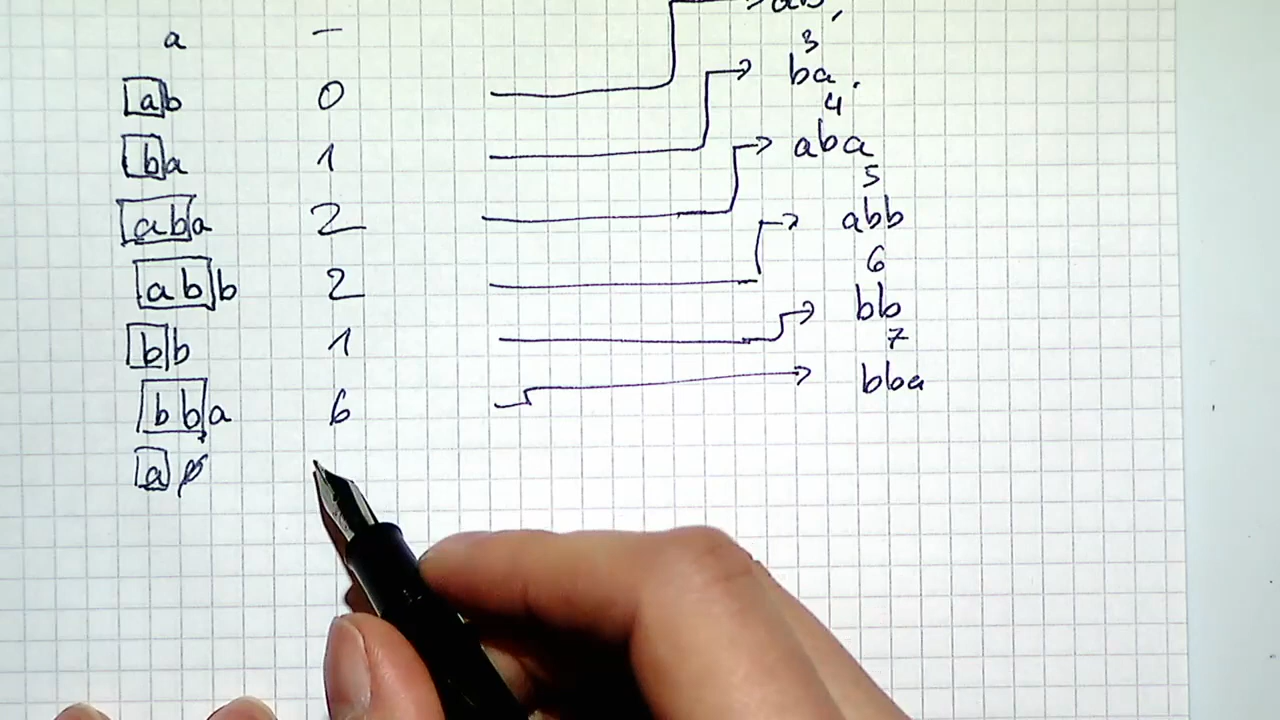 ab,
a —
3
ab 0 ba
4
ba 1 aba
5
aba 2 abb
6
abb 2 bb
7
bb 1 bba
bba 6
a